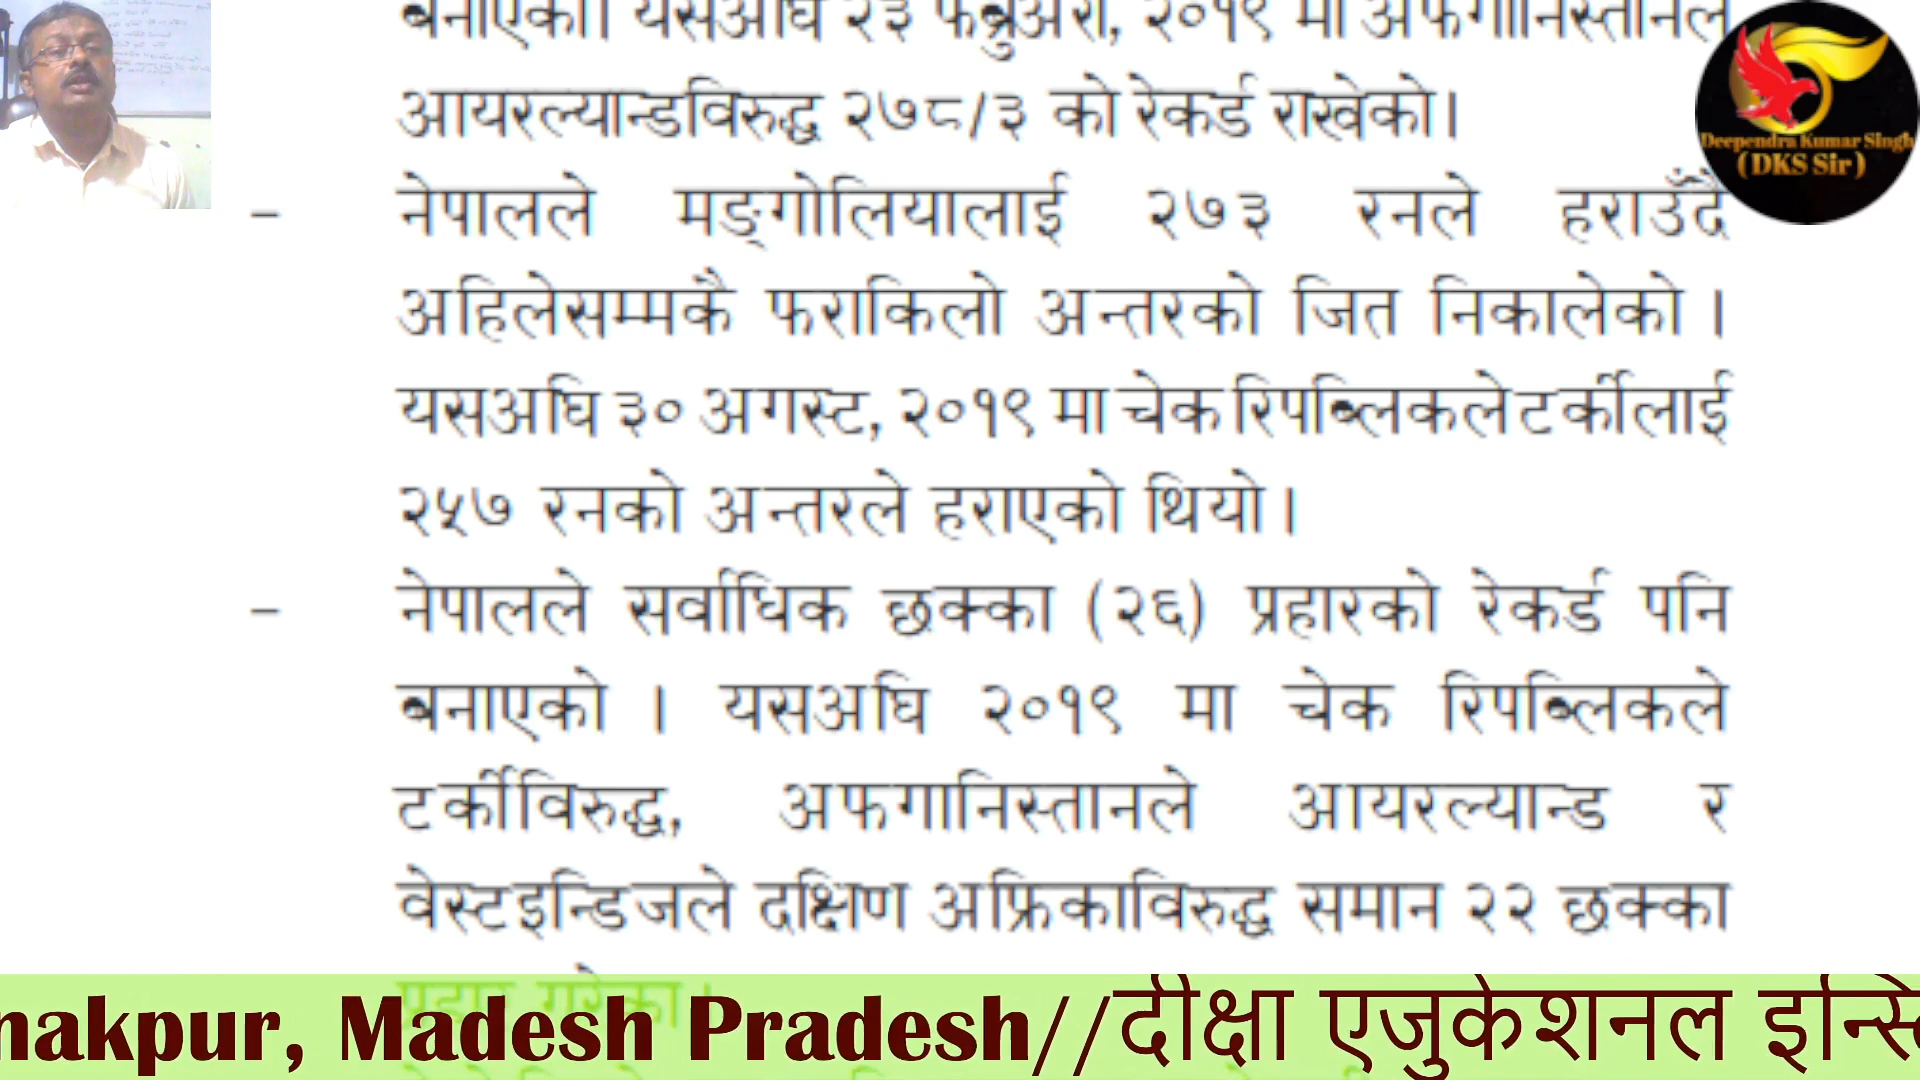 बनाएको। यसअघि २३ फेब्रुअरी, २०१९ मा अफगानिस्तानले
आयरल्यान्डविरुद्ध २७८/३ को रेकर्ड राखेको।
Deependra Kumar Singh
(DKS Sir)
- नेपालले मङ्गोलियालाई २७३ रनले हराउँदै
अहिलेसम्मकै फराकिलो अन्तरको जित निकालेको ।
यसअघि ३० अगस्ट, २०१९ मा चेक रिपब्लिकले टर्कीलाई
२५७ रनको अन्तरले हराएको थियो।
- नेपालले सर्वाधिक छक्का (२६) प्रहारको रेकर्ड पनि
बनाएको । यसअघि २०१९ मा चेक रिपब्लिकले
टर्कीविरुद्ध, अफगानिस्तानले आयरल्यान्ड र
वेस्टइन्डिजले दक्षिण अफ्रिकाविरुद्ध समान २२ छक्का
प्रहार गरेका।
nakpur, Madesh Pradesh//दीक्षा एजुकेशनल